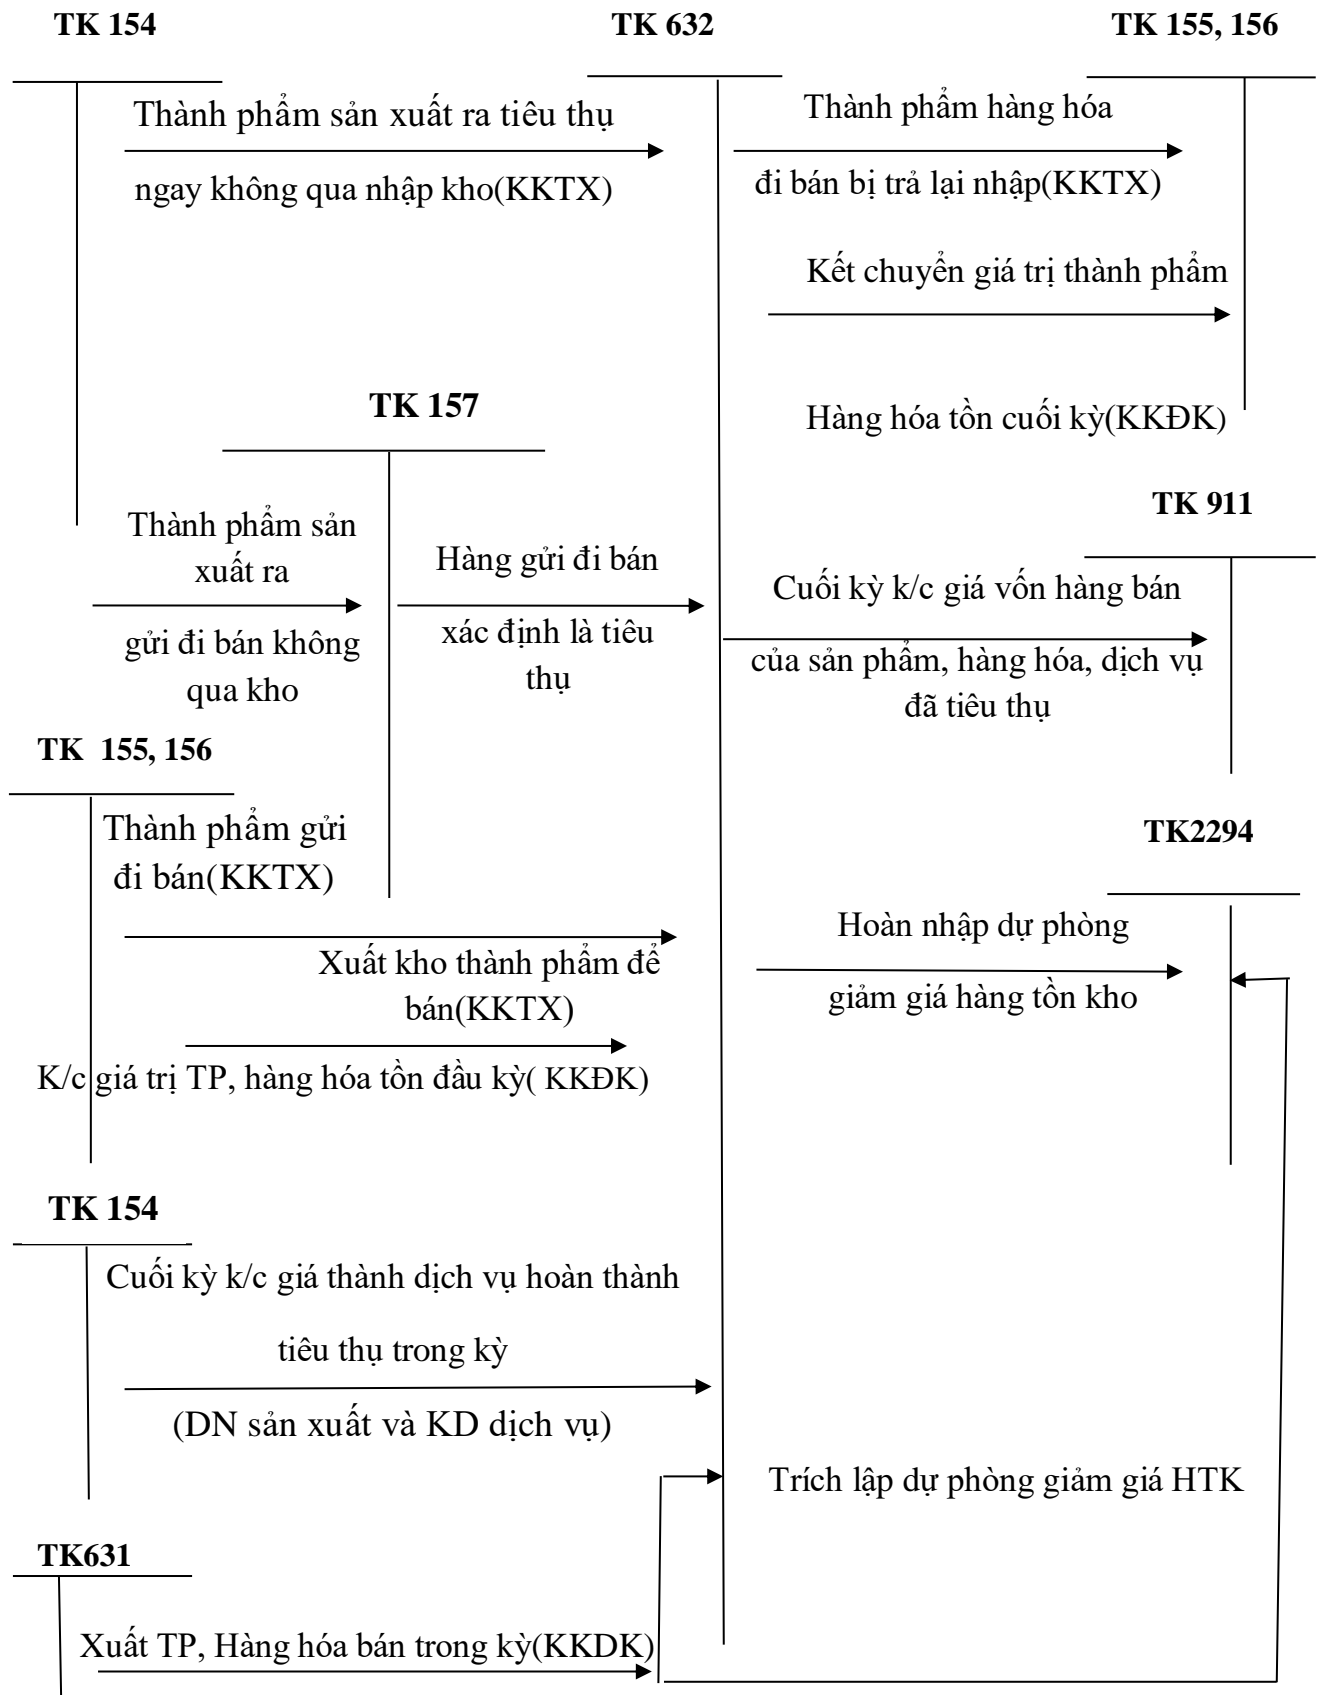 TK 154
TK 632
TK 155, 156
Thành phẩm sản xuất ra tiêu thụ
ngay không qua nhập kho(KKTX)
Thành phẩm hàng hóa
đi bán bị trả lại nhập(KKTX)
Kết chuyển giá trị thành phẩm
Hàng hóa tồn cuối kỳ(KKĐK)
TK 157
Thành phẩm sản
xuất ra
gửi đi bán không
qua kho
Hàng gửi đi bán
xác định là tiêu
thụ
TK 911
Cuối kỳ k/c giá vốn hàng bán
của sản phẩm, hàng hóa, dịch vụ
đã tiêu thụ
TK 155, 156
Thành phẩm gửi
đi bán(KKTX)
Xuất kho thành phẩm để
bán(KKTX)
K/c giá trị TP, hàng hóa tồn đầu kỳ( KKĐK)
TK2294
Hoàn nhập dự phòng
giảm giá hàng tồn kho
TK 154
Cuối kỳ k/c giá thành dịch vụ hoàn thành
tiêu thụ trong kỳ
(DN sản xuất và KD dịch vụ)
Trích lập dự phòng giảm giá HTK
TK631
Xuất TP, Hàng hóa bán trong kỳ(KKDK)